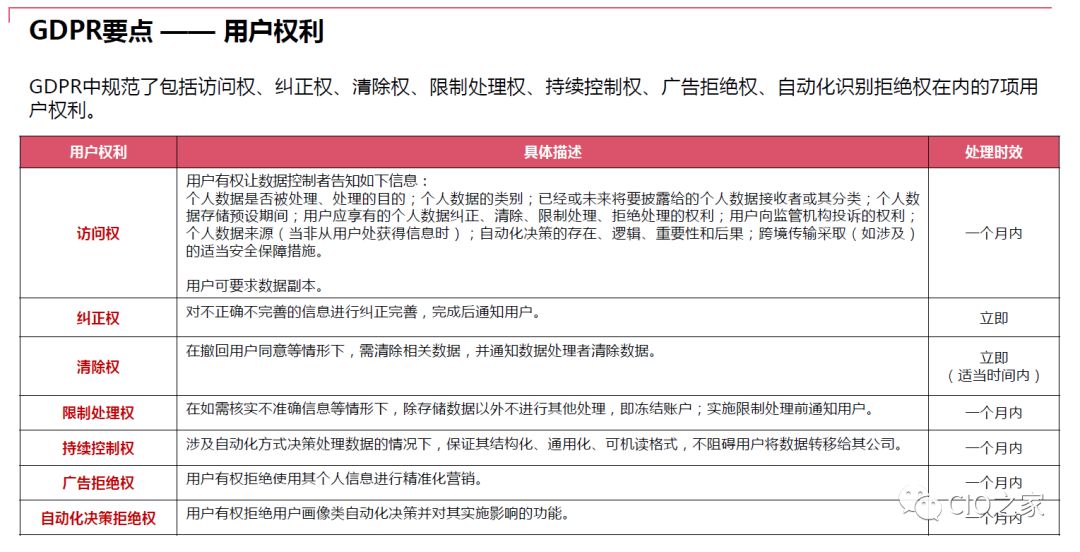 GDPR要点 —— 用户权利
GDPR中规范了包括访问权、纠正权、清除权、限制处理权、持续控制权、广告拒绝权、自动化识别拒绝权在内的7项用
户权利。
用户权利 具体描述 处理时效
访问权
用户有权让数据控制者告知如下信息：
个人数据是否被处理、处理的目的；个人数据的类别；已经或未来将要披露给的个人数据接收者或其分类；个人数
据存储预设期间；用户应享有的个人数据纠正、清除、限制处理、拒绝处理的权利；用户向监管机构投诉的权利；
个人数据来源（当非从用户处获得信息时）；自动化决策的存在、逻辑、重要性和后果；跨境传输采取（如涉及）
的适当安全保障措施。
用户可要求数据副本。
一个月内
纠正权 对不正确不完善的信息进行纠正完善，完成后通知用户。 立即
清除权 在撤回用户同意等情形下，需清除相关数据，并通知数据处理者清除数据。 立即
（适当时间内）
限制处理权 在如需核实不准确信息等情形下，除存储数据以外不进行其他处理，即冻结账户；实施限制处理前通知用户。 一个月内
持续控制权 涉及自动化方式决策处理数据的情况下，保证其结构化、通用化、可机读格式，不阻碍用户将数据转移给其公司。 一个月内
广告拒绝权 用户有权拒绝使用其个人信息进行精准化营销。 一个月内
自动化决策拒绝权 用户有权拒绝用户画像类自动化决策并对其实施影响的功能。 一个月内
CIO之家